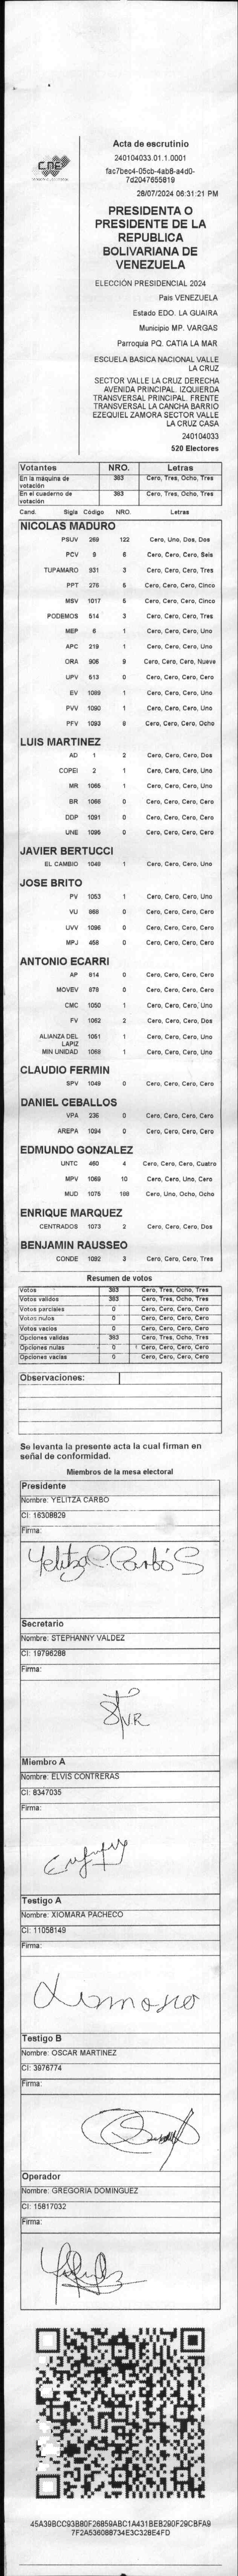 CNE
Acta de escrutinio
240104033.01.1.0001
fac7bec4-05cb-4ab8-a4d0-
7d2047655819
28/07/2024 06:31:21 PM
PRESIDENTA O
PRESIDENTE DE LA
REPUBLICA
BOLIVARIANA DE
VENEZUELA
ELECCIÓN PRESIDENCIAL 2024
País VENEZUELA
Estado EDO. LA GUAIRA
Municipio MP. VARGAS
Parroquia PQ. CATIA LA MAR
ESCUELA BASICA NACIONAL VALLE
LA CRUZ
SECTOR VALLE LA CRUZ DERECHA
AVENIDA PRINCIPAL. IZQUIERDA
TRANSVERSAL PRINCIPAL. FRENTE
TRANSVERSAL LA CANCHA BARRIO
EZEQUIEL ZAMORA SECTOR VALLE
LA CRUZ CASA
240104033
520 Electores
Votantes NRO. Letras
En la máquina de votación 383 Cero, Tres, Ocho, Tres
En el cuaderno de votación 383 Cero, Tres, Ocho, Tres
Cand. Sigla Código NRO. Letras
NICOLAS MADURO
PSUV 269 122 Cero, Uno, Dos, Dos
PCV 9 6 Cero, Cero, Cero, Seis
TUPAMARO 931 3 Cero, Cero, Cero, Tres
PPT 276 5 Cero, Cero, Cero, Cinco
MSV 1017 5 Cero, Cero, Cero, Cinco
PODEMOS 514 3 Cero, Cero, Cero, Tres
MEP 6 1 Cero, Cero, Cero, Uno
APC 219 1 Cero, Cero, Cero, Uno
ORA 906 9 Cero, Cero, Cero, Nueve
UPV 513 0 Cero, Cero, Cero, Cero
EV 1089 1 Cero, Cero, Cero, Uno
PVV 1090 1 Cero, Cero, Cero, Uno
PFV 1093 8 Cero, Cero, Cero, Ocho
LUIS MARTINEZ
AD 1 2 Cero, Cero, Cero, Dos
COPEI 2 1 Cero, Cero, Cero, Uno
MR 1065 1 Cero, Cero, Cero, Uno
BR 1066 0 Cero, Cero, Cero, Cero
DDP 1091 0 Cero, Cero, Cero, Cero
UNE 1095 0 Cero, Cero, Cero, Cero
JAVIER BERTUCCI
EL CAMBIO 1048 1 Cero, Cero, Cero, Uno
JOSE BRITO
PV 1053 1 Cero, Cero, Cero, Uno
VU 868 0 Cero, Cero, Cero, Cero
UVV 1096 0 Cero, Cero, Cero, Cero
MPJ 458 0 Cero, Cero, Cero, Cero
ANTONIO ECARRI
AP 814 0 Cero, Cero, Cero, Cero
MOVEV 879 0 Cero, Cero, Cero, Cero
CMC 1050 1 Cero, Cero, Cero, Uno
FV 1062 2 Cero, Cero, Cero, Dos
ALIANZA DEL LAPIZ 1051 1 Cero, Cero, Cero, Uno
MIN UNIDAD 1068 1 Cero, Cero, Cero, Uno
CLAUDIO FERMIN
SPV 1049 0 Cero, Cero, Cero, Cero
DANIEL CEBALLOS
VPA 236 0 Cero, Cero, Cero, Cero
AREPA 1094 0 Cero, Cero, Cero, Cero
EDMUNDO GONZALEZ
UNTC 460 4 Cero, Cero, Cero, Cuatro
MPV 1069 10 Cero, Cero, Uno, Cero
MUD 1075 188 Cero, Uno, Ocho, Ocho
ENRIQUE MARQUEZ
CENTRADOS 1073 2 Cero, Cero, Cero, Dos
BENJAMIN RAUSSEO
CONDE 1092 3 Cero, Cero, Cero, Tres
Resumen de votos
Votos 383 Cero, Tres, Ocho, Tres
Votos validos 383 Cero, Tres, Ocho, Tres
Votos parciales 0 Cero, Cero, Cero, Cero
Votos nulos 0 Cero, Cero, Cero, Cero
Votos vacios 0 Cero, Cero, Cero, Cero
Opciones validas 383 Cero, Tres, Ocho, Tres
Opciones nulas 0 Cero, Cero, Cero, Cero
Opciones vacias 0 Cero, Cero, Cero, Cero
Observaciones:
Se levanta la presente acta la cual firman en
señal de conformidad.
Miembros de la mesa electoral
Presidente
Nombre: YELITZA CARBO
CI: 16308829
Firma:
Yelitza Carbó S
Secretario
Nombre: STEPHANNY VALDEZ
CI: 19796288
Firma:
Miembro A
Nombre: ELVIS CONTRERAS
CI: 8347035
Firma:
Testigo A
Nombre: XIOMARA PACHECO
CI: 11058149
Firma:
Testigo B
Nombre: OSCAR MARTINEZ
CI: 3976774
Firma:
Operador
Nombre: GREGORIA DOMINGUEZ
CI: 15817032
Firma:
45A39BCC93B80F26859ABC1A431BEB290F29CBFA9
7F2A536088734E3C328E4FD